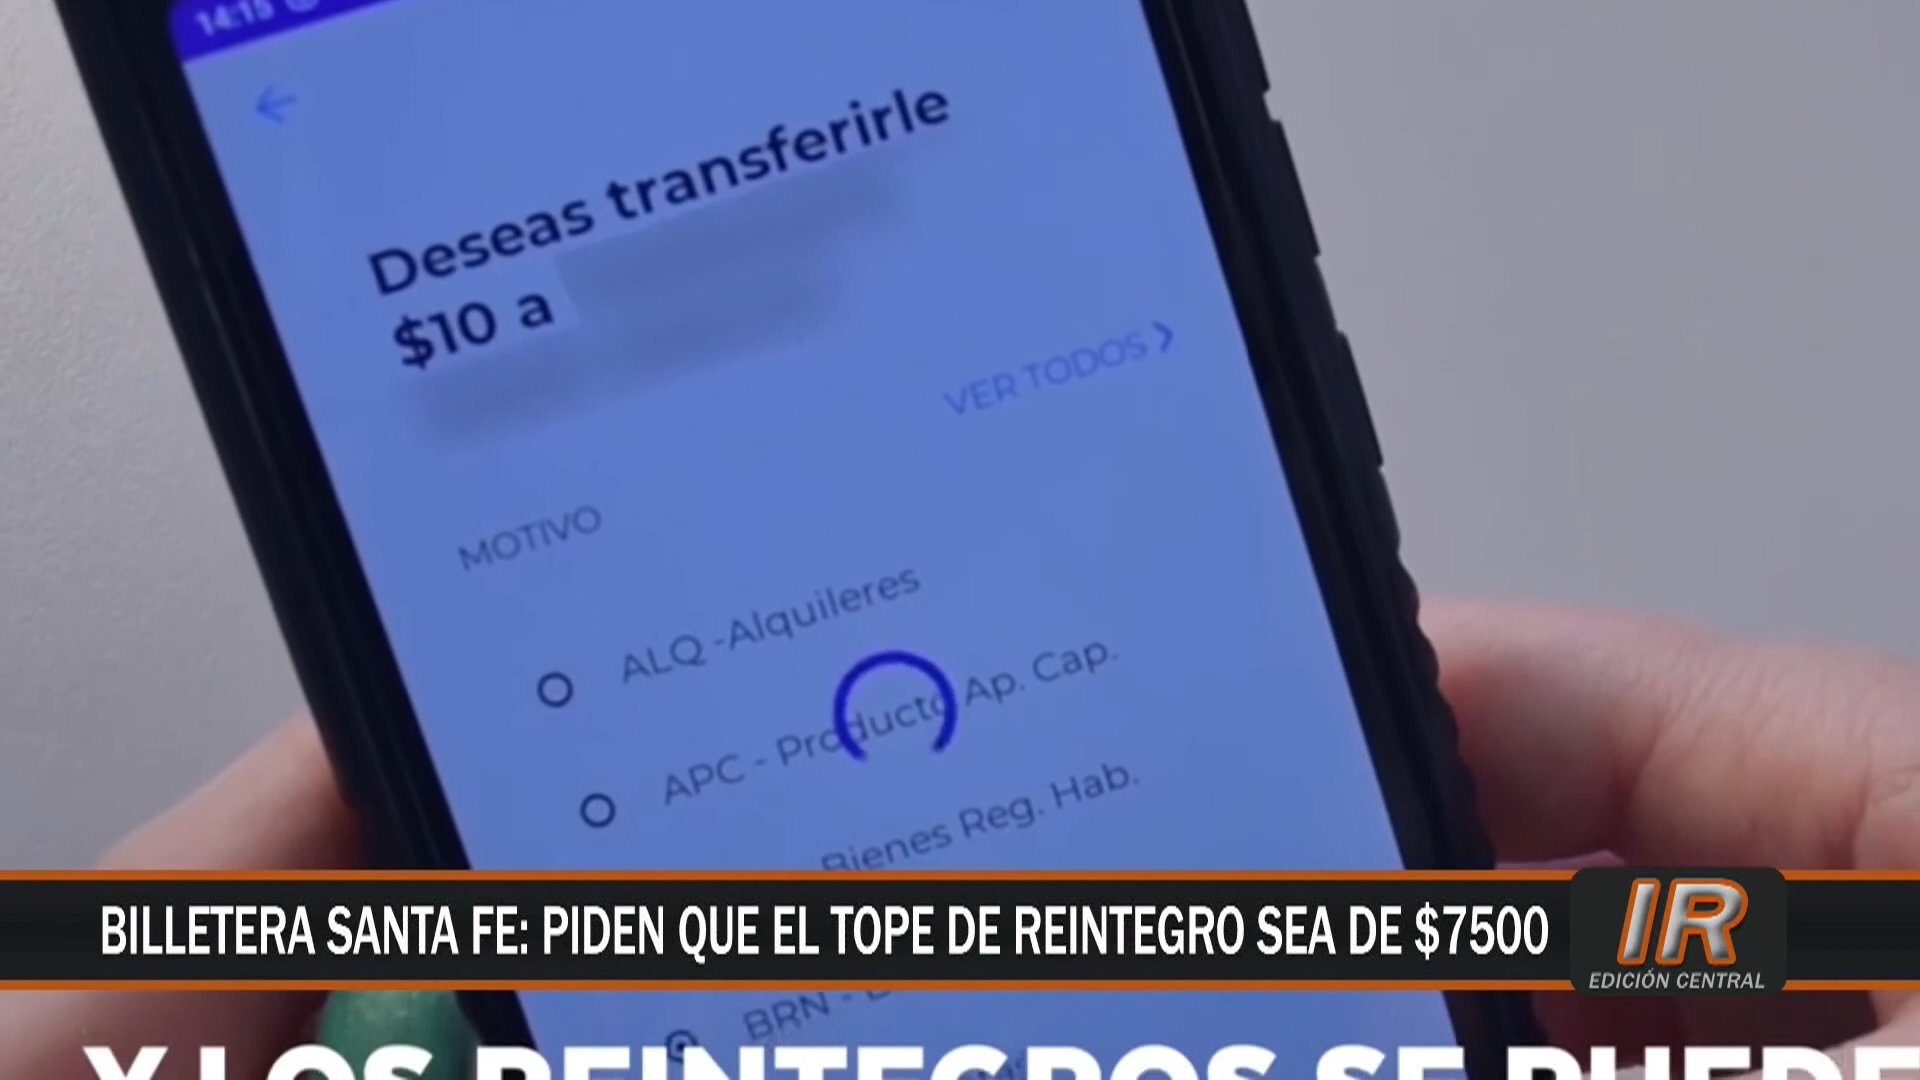 14:15
Deseas transferirle
$10 a
VER TODOS
MOTIVO
ALQ -Alquileres
APC - Producto Ap. Cap.
Bienes Reg. Hab.
BILLETERA SANTA FE: PIDEN QUE EL TOPE DE REINTEGRO SEA DE $7500
IR
EDICIÓN CENTRAL
BRN -
Y LOS REINTEGROS SE PUEDE